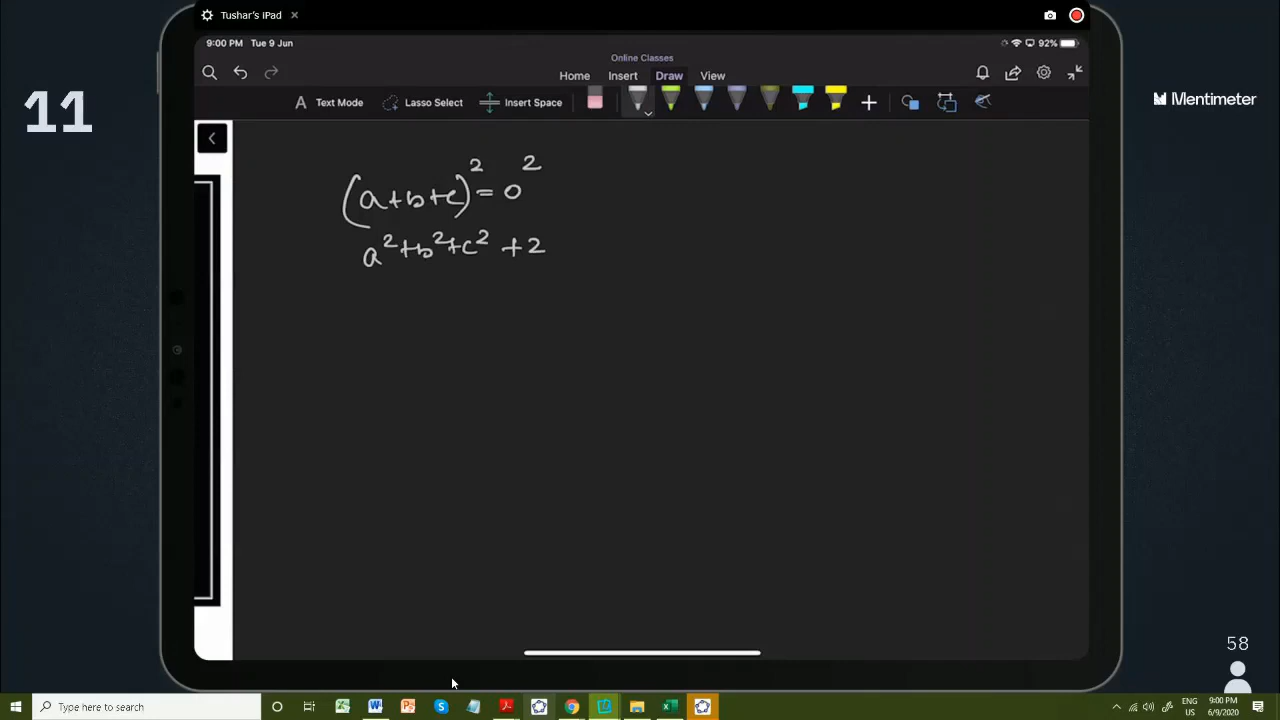 Tushar's iPad ×
11
9:00 PM Tue 9 Jun
92%
Online Classes
Home Insert Draw View
Mentimeter
Text Mode Lasso Select Insert Space
(a+b+c)² = 0²
a²+b²+c² +2
58
Type here to search
ENG
US
9:00 PM
6/9/2020